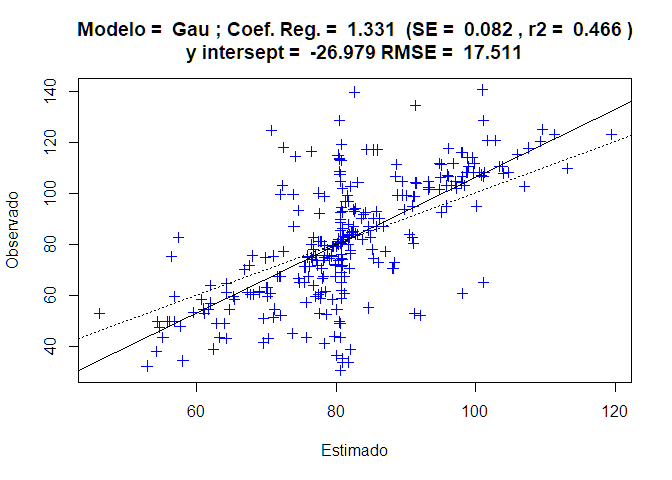 Modelo = Gau ; Coef. Reg. = 1.331 (SE = 0.082 , r2 = 0.466 )
y intersept = -26.979 RMSE = 17.511
140
120
100
80
60
40
Observado
60 80 100 120
Estimado